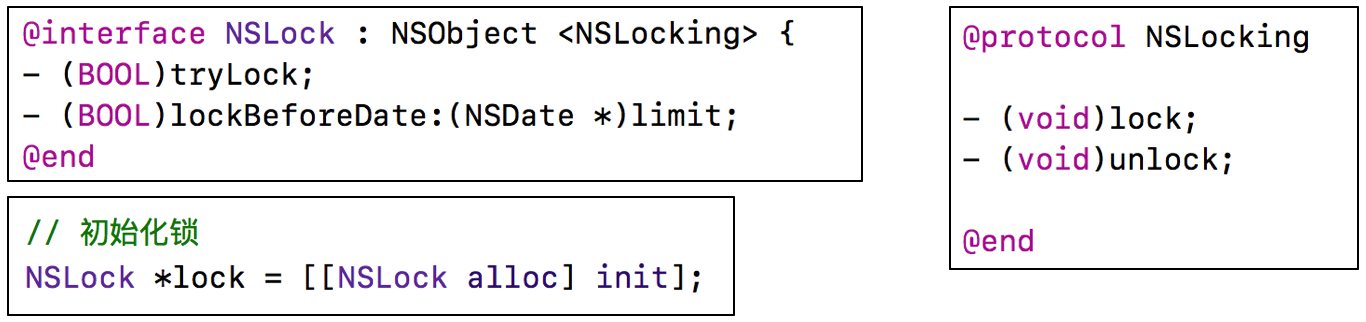 @interface NSLock : NSObject <NSLocking> {
- (BOOL)tryLock;
- (BOOL)lockBeforeDate:(NSDate *)limit;
@end
// 初始化锁
NSLock *lock = [[NSLock alloc] init];
@protocol NSLocking
- (void)lock;
- (void)unlock;
@end